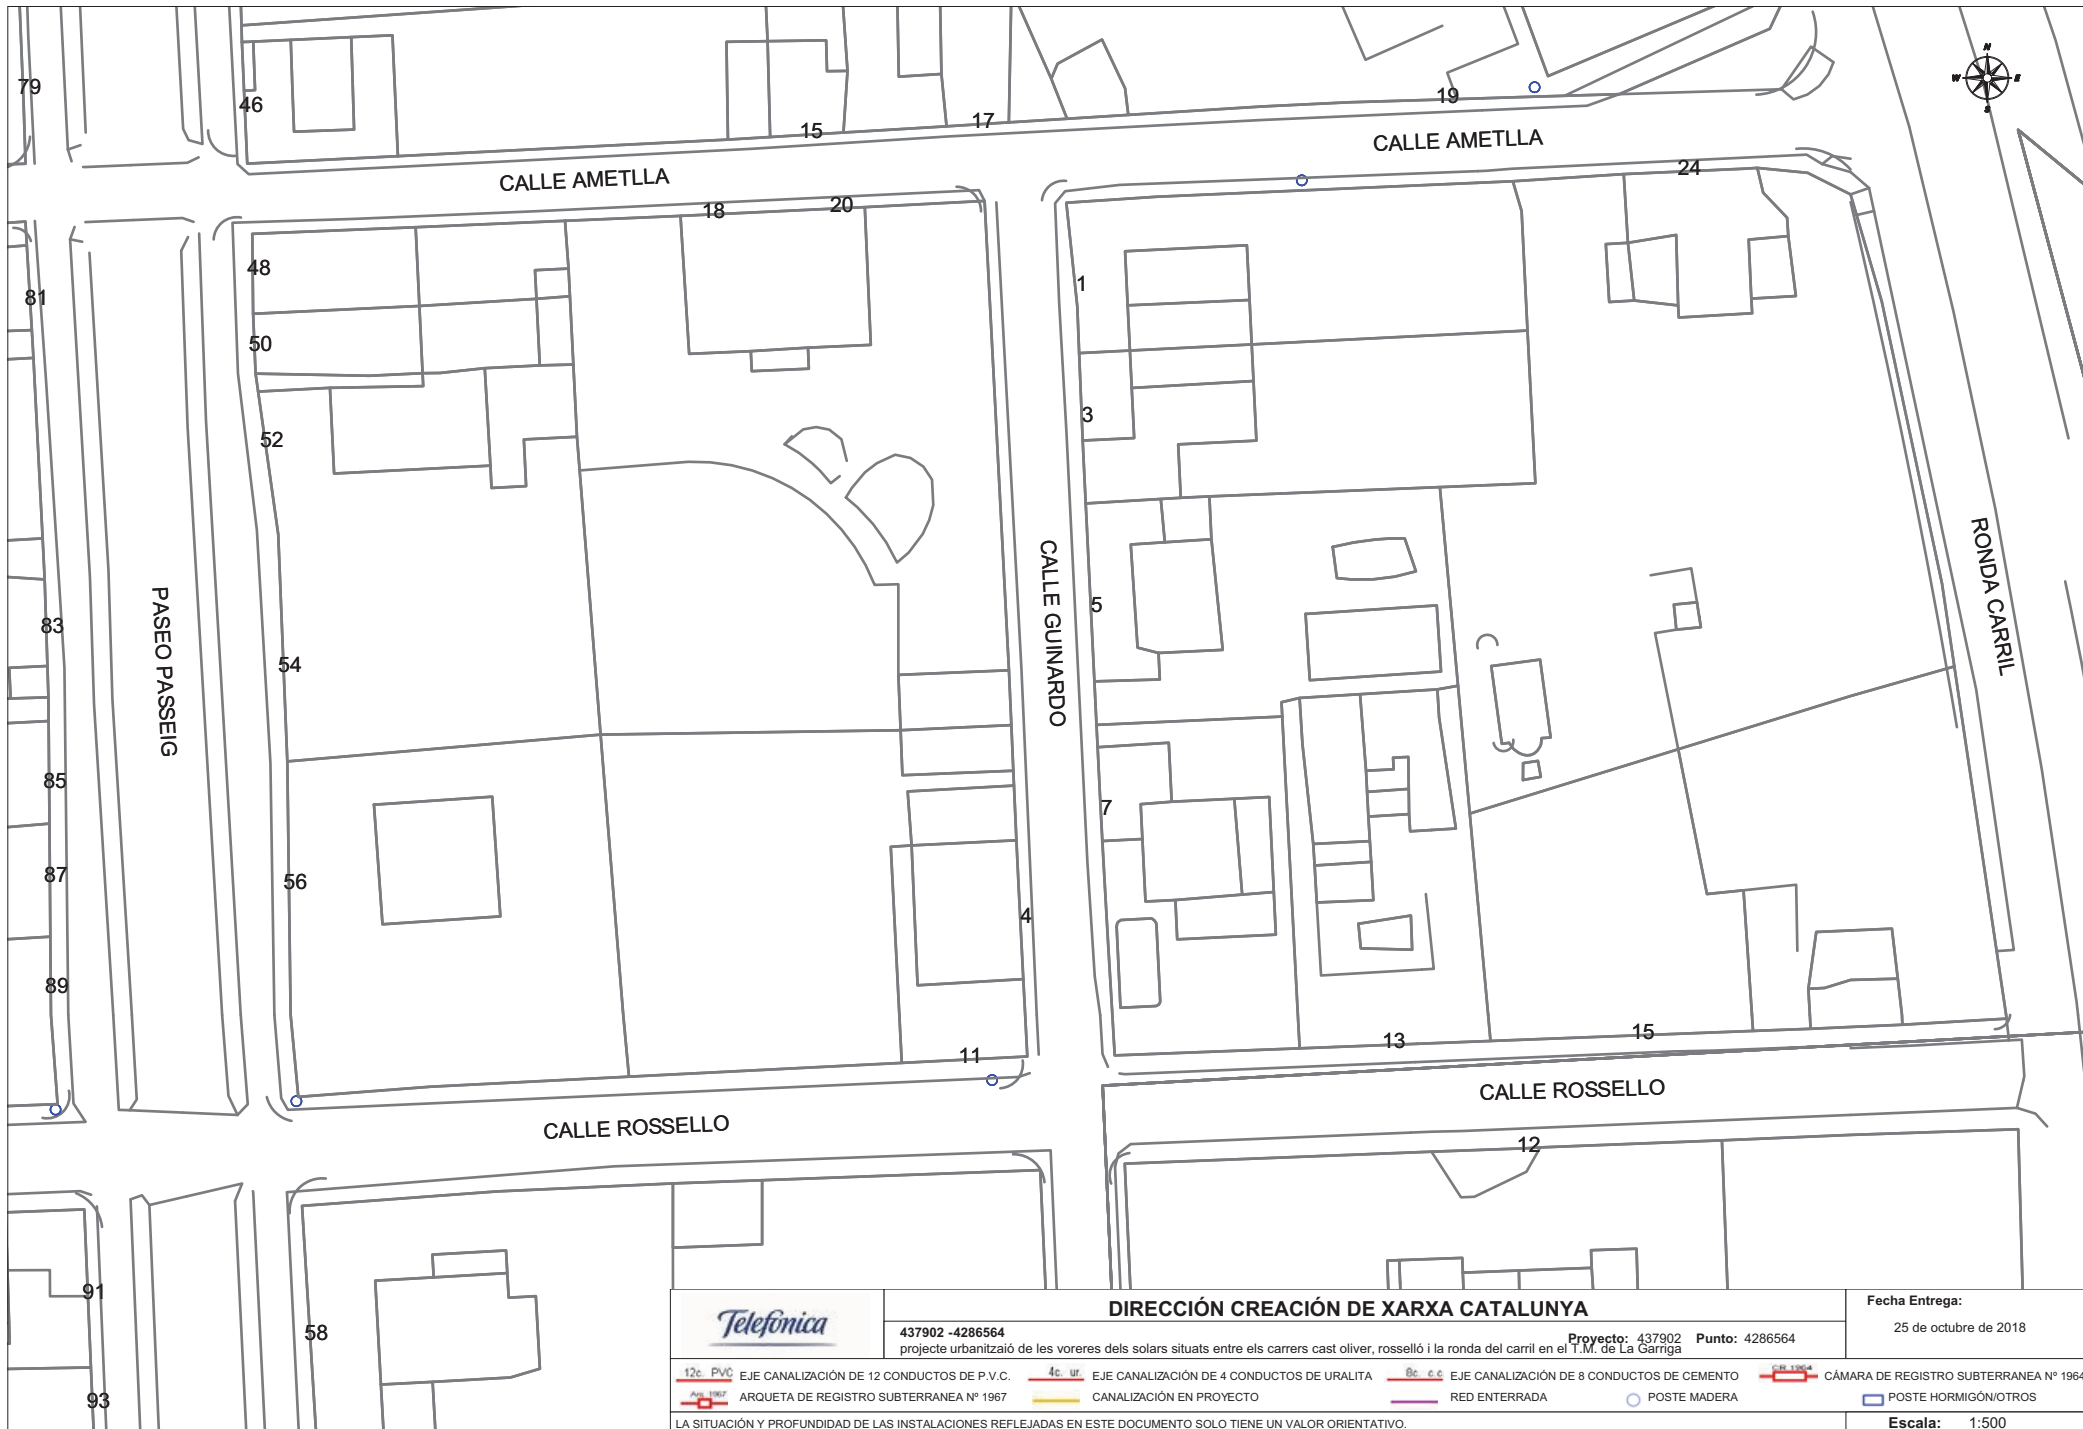 79
46
15
17
19
N
W E
S
CALLE AMETLLA
CALLE AMETLLA
18
20
24
48
81
1
50
3
52
PASEO PASSEIG
CALLE GUINARDO
RONDA CARRIL
5
83
54
85
7
87
56
4
89
11
13
15
CALLE ROSSELLO
CALLE ROSSELLO
12
91
58
93
Telefónica
DIRECCIÓN CREACIÓN DE XARXA CATALUNYA
437902 -4286564
Proyecto: 437902 Punto: 4286564
projecte urbanitzaió de les voreres dels solars situats entre els carrers cast oliver, rosselló i la ronda del carril en el T.M. de La Garriga
Fecha Entrega:
25 de octubre de 2018
12c. PVC EJE CANALIZACIÓN DE 12 CONDUCTOS DE P.V.C.
4c. ur. EJE CANALIZACIÓN DE 4 CONDUCTOS DE URALITA
8c. c.c EJE CANALIZACIÓN DE 8 CONDUCTOS DE CEMENTO
CR 1964 CÁMARA DE REGISTRO SUBTERRANEA Nº 1964
Arq. 1967 ARQUETA DE REGISTRO SUBTERRANEA Nº 1967
CANALIZACIÓN EN PROYECTO
RED ENTERRADA
POSTE MADERA
POSTE HORMIGÓN/OTROS
LA SITUACIÓN Y PROFUNDIDAD DE LAS INSTALACIONES REFLEJADAS EN ESTE DOCUMENTO SOLO TIENE UN VALOR ORIENTATIVO.
Escala: 1:500